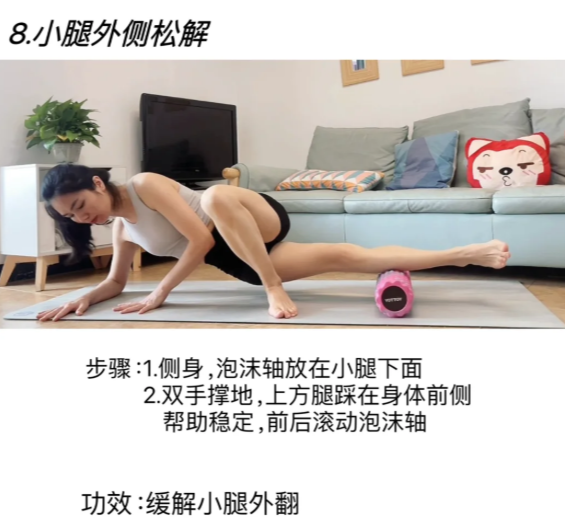 8.小腿外侧松解
步骤:1.侧身,泡沫轴放在小腿下面
2.双手撑地,上方腿踩在身体前侧
帮助稳定,前后滚动泡沫轴
功效:缓解小腿外翻